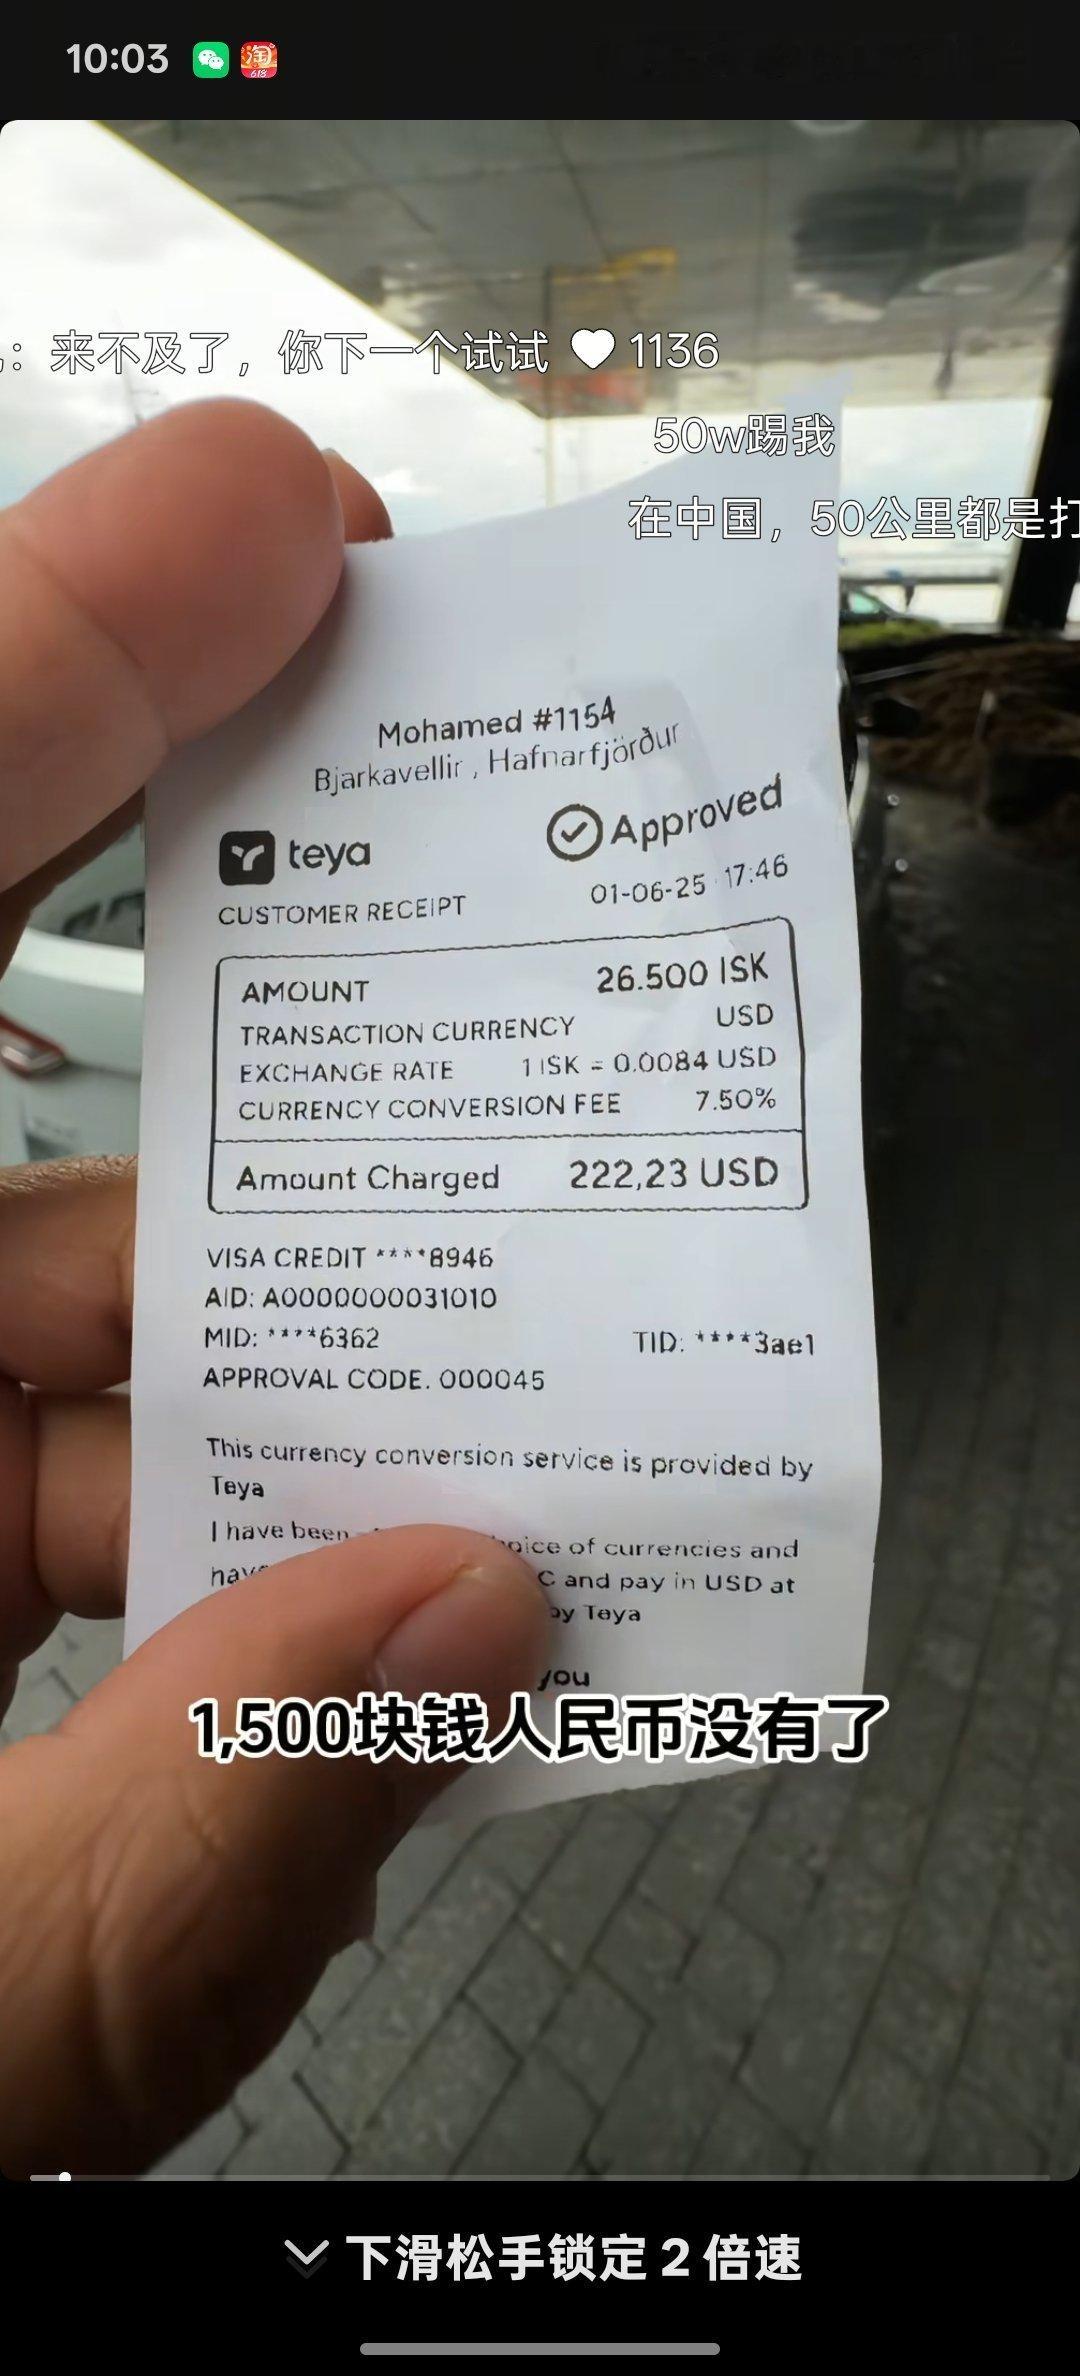 10:03
淘
618
来不及了，你下一个试试 1136
50w踢我
在中国，50公里都是打
Mohamed #1154
Bjarkavellir , Hafnarfjörður
teya
Approved
CUSTOMER RECEIPT
01-06-25 17:46
AMOUNT 26.500 ISK
TRANSACTION CURRENCY USD
EXCHANGE RATE 1 ISK = 0.0084 USD
CURRENCY CONVERSION FEE 7.50%
Amount Charged 222,23 USD
VISA CREDIT ****8946
AID: A0000000031010
MID: ****6362 TID: ****3ae1
APPROVAL CODE. 000045
This currency conversion service is provided by
Teya
I have been of currencies and
and pay in USD at
by Teya
you
1,500块钱人民币没有了
下滑松手锁定 2 倍速